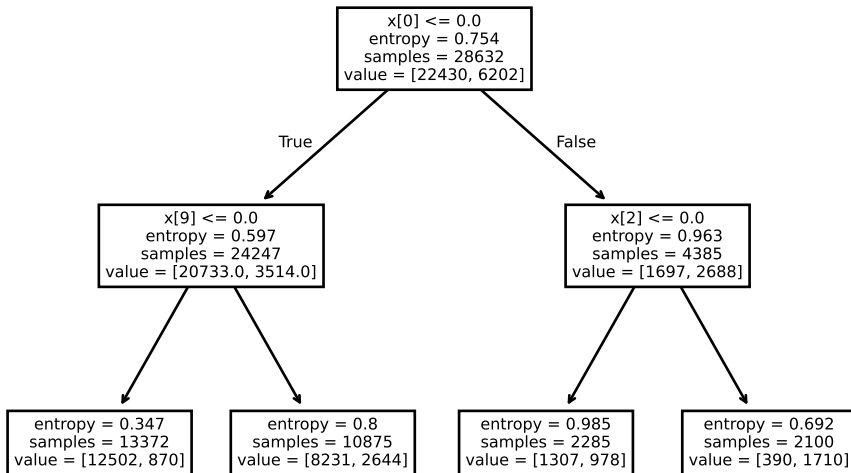 x[0] <= 0.0
entropy = 0.754
samples = 28632
value = [22430, 6202]
True
False
x[9] <= 0.0
entropy = 0.597
samples = 24247
value = [20733.0, 3514.0]
x[2] <= 0.0
entropy = 0.963
samples = 4385
value = [1697, 2688]
entropy = 0.347
samples = 13372
value = [12502, 870]
entropy = 0.8
samples = 10875
value = [8231, 2644]
entropy = 0.985
samples = 2285
value = [1307, 978]
entropy = 0.692
samples = 2100
value = [390, 1710]